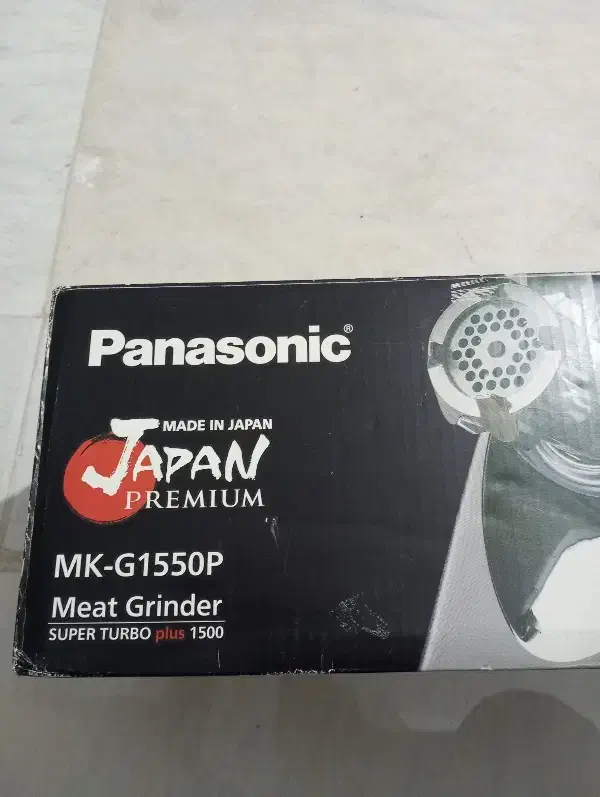 Panasonic®
MADE IN JAPAN
JAPAN
PREMIUM
MK-G1550P
Meat Grinder
SUPER TURBO plus 1500